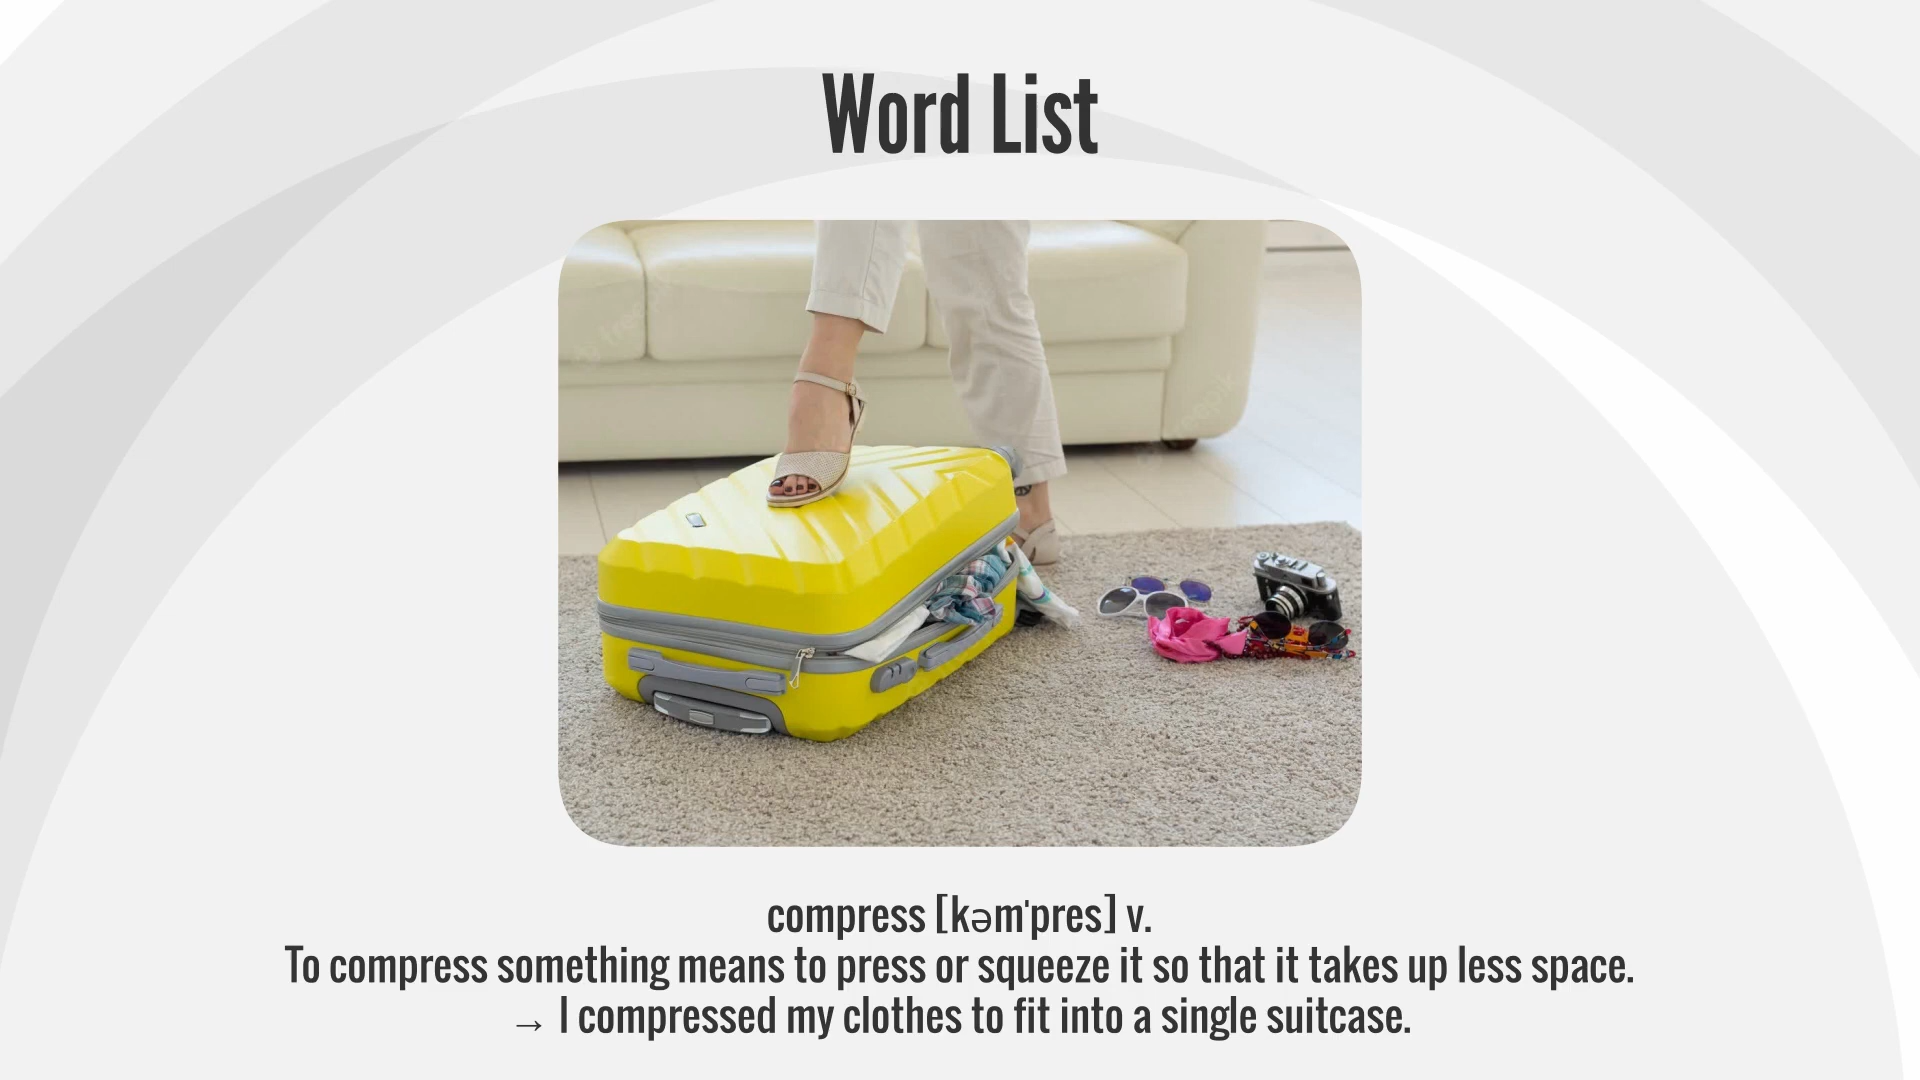 Word List
compress [kəmˈpres] v.
To compress something means to press or squeeze it so that it takes up less space.
→ I compressed my clothes to fit into a single suitcase.